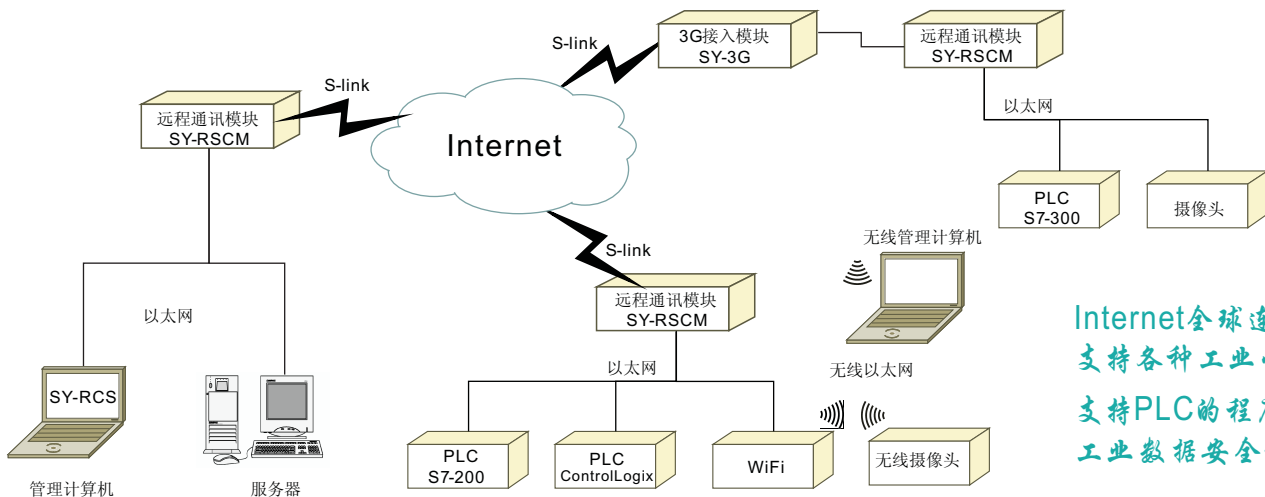 3G接入模块
SY-3G
远程通讯模块
SY-RSCM
S-link
S-link
远程通讯模块
SY-RSCM
以太网
Internet
PLC
S7-300
摄像头
无线管理计算机
S-link
远程通讯模块
SY-RSCM
以太网
以太网
无线以太网
SY-RCS
PLC
S7-200
PLC
ControlLogix
WiFi
无线摄像头
管理计算机
服务器
Internet全球连
支持各种工业
支持PLC的程
工业数据安全